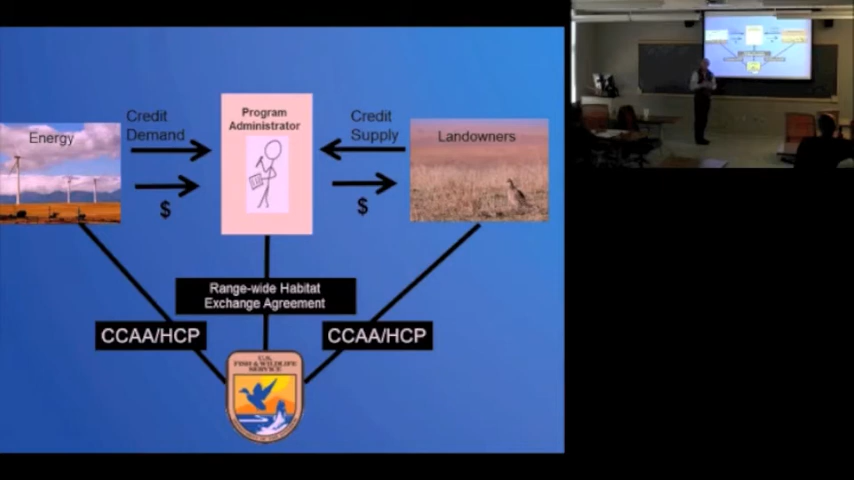 Energy
Credit
Demand
$
Program
Administrator
Credit
Supply
$
Landowners
Range-wide Habitat
Exchange Agreement
CCAA/HCP
CCAA/HCP
U.S.
FISH & WILDLIFE
SERVICE